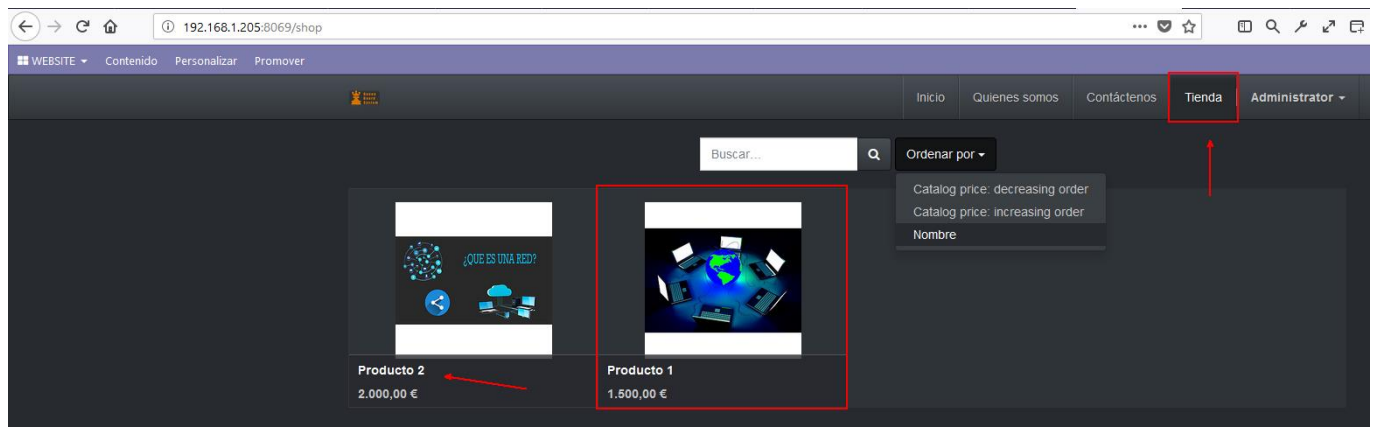 192.168.1.205:8069/shop
WEBSITE Contenido Personalizar Promover
Inicio Quienes somos Contáctenos Tienda Administrator
Buscar... Ordenar por
Catalog price: decreasing order
Catalog price: increasing order
Nombre
¿QUE ES UNA RED?
Producto 2 Producto 1
2.000,00 € 1.500,00 €